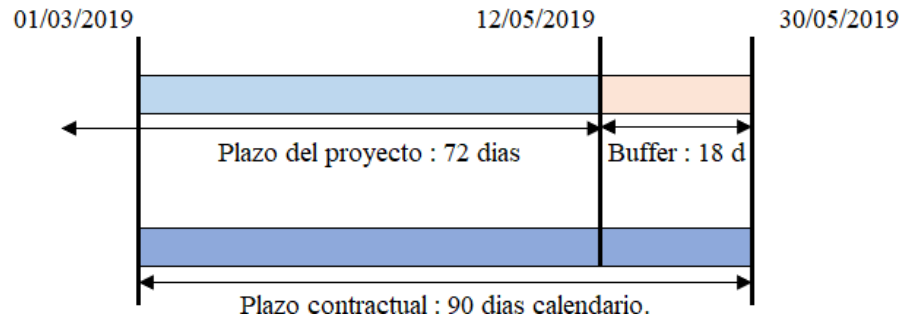 01/03/2019 12/05/2019 30/05/2019
Plazo del proyecto : 72 dias Buffer : 18 d
Plazo contractual : 90 dias calendario.